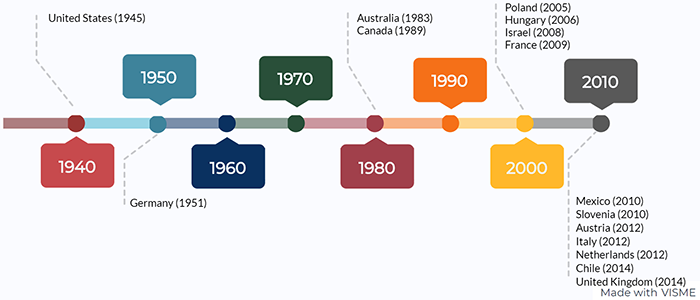 United States (1945)
Australia (1983)
Canada (1989)
Poland (2005)
Hungary (2006)
Israel (2008)
France (2009)
1950
1970
1990
2010
1940
1960
1980
2000
Germany (1951)
Mexico (2010)
Slovenia (2010)
Austria (2012)
Italy (2012)
Netherlands (2012)
Chile (2014)
United Kingdom (2014)
Made with VISME